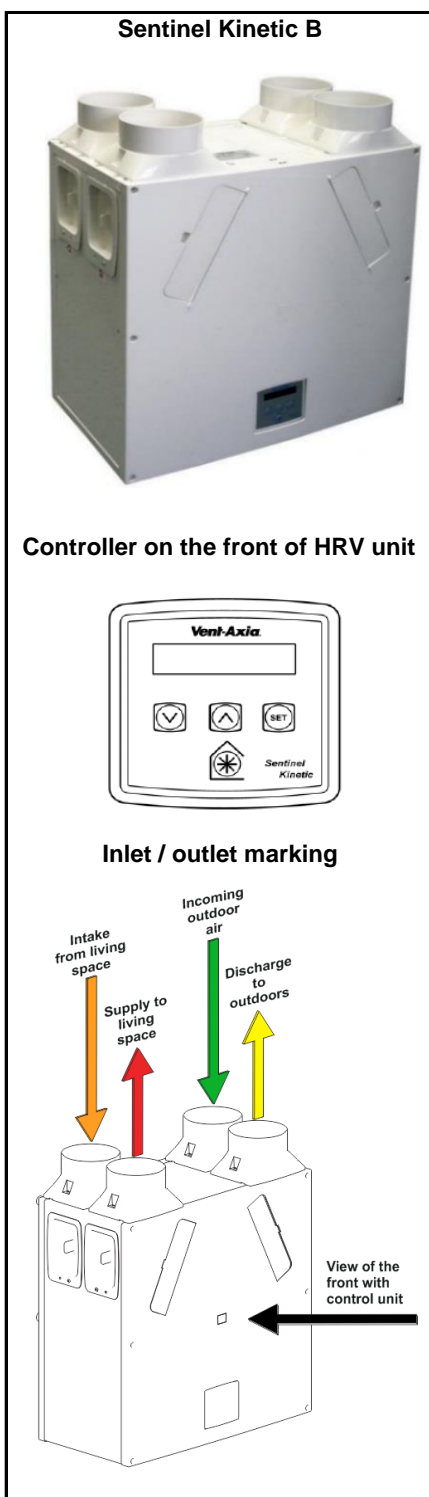 Sentinel Kinetic B
Controller on the front of HRV unit
Vent-Axia
SET
Sentinel
Kinetic
Inlet / outlet marking
Intake
from living
space
Supply to
living
space
Incoming
outdoor
air
Discharge
to
outdoors
View of the
front with
control unit